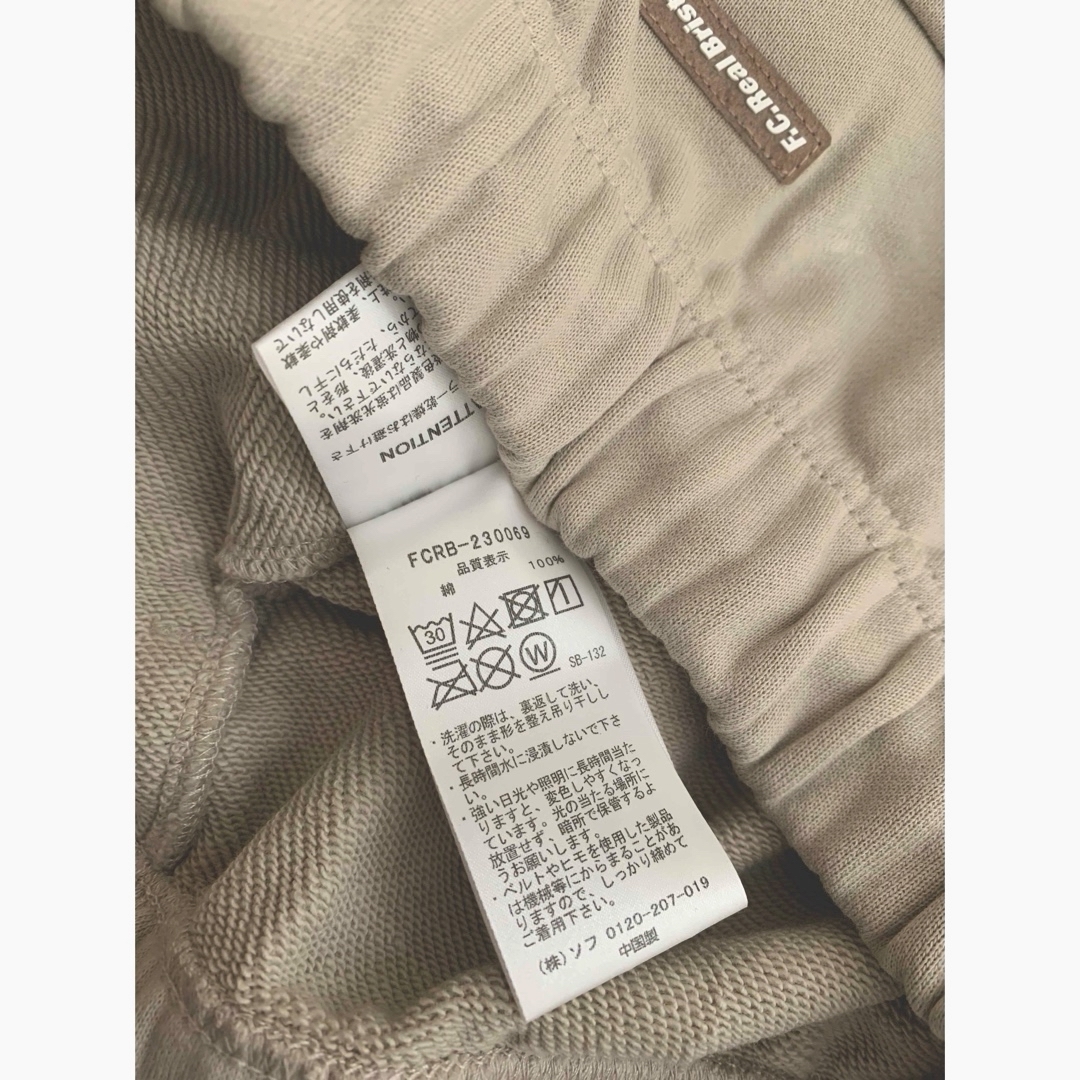 F.C.Real Brist
ATTENTION
FCRB-230069
品質表示
綿 100%
30
W
SB-132
・洗濯の際は、裏返して洗い、
そのまま形を整え吊り干しし
て下さい。
・長時間水に浸漬しないで下さ
い。
・強い日光や照明に長時間当た
りますと、変色しやすくなっ
ています。光の当たる場所に
放置せず、暗所で保管するよ
うお願いします。
・ベルトやヒモを使用した製品
は機械等にからまることがあ
りますので、しっかり締めて
ご着用下さい。
(株)ソフ 0120-207-019
中国製